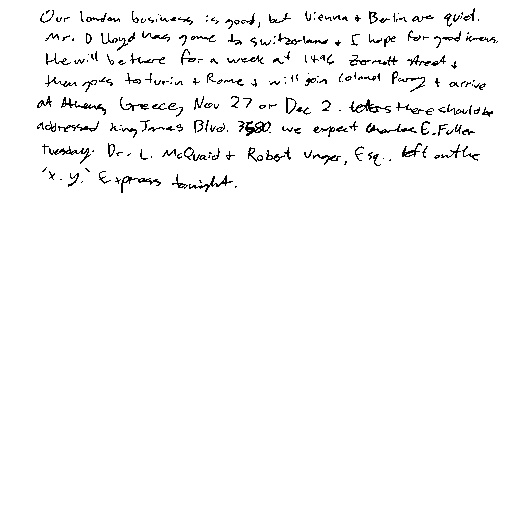 Our london business is good, but Vienna + Berlin are quiet.
Mr. D Lloyd has gone to Switzerland + I hope for good news.
He will be there for a week at 1496 Zermott Street +
then goes to turin + Rome + will join Colonel Parry + arrive
at Athens, Greece, Nov 27 or Dec 2. letters there should be
addressed King James Blvd. 3580. we expect Charles E. Fuller
tuesday. Dr. L. McQuaid + Robert Unger, Esq., left on the
"x.y." Express tonight.